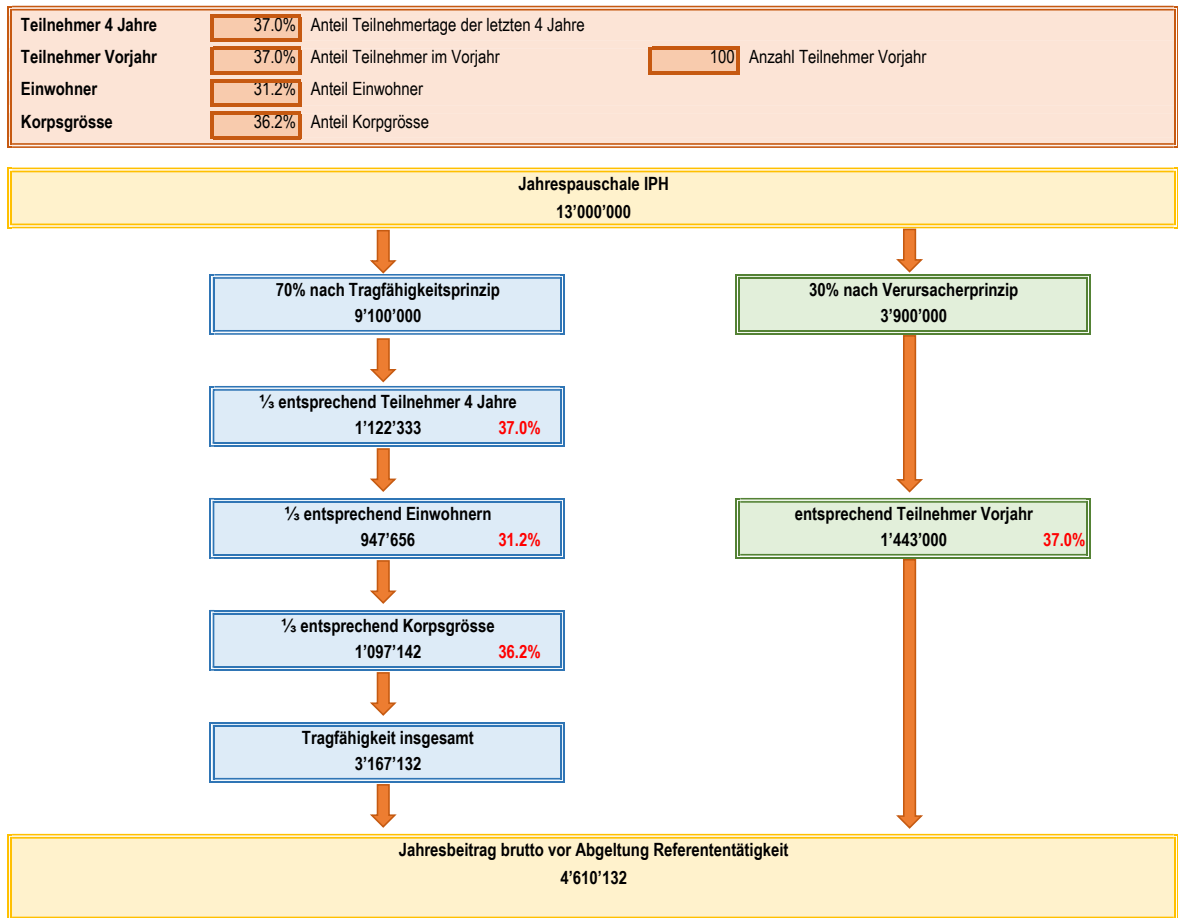 Teilnehmer 4 Jahre 37.0% Anteil Teilnehmertage der letzten 4 Jahre
Teilnehmer Vorjahr 37.0% Anteil Teilnehmer im Vorjahr 100 Anzahl Teilnehmer Vorjahr
Einwohner 31.2% Anteil Einwohner
Korpsgrösse 36.2% Anteil Korpgrösse
Jahrespauschale IPH
13’000’000
70% nach Tragfähigkeitsprinzip
9’100’000
30% nach Verursacherprinzip
3’900’000
⅓ entsprechend Teilnehmer 4 Jahre
1’122’333 37.0%
⅓ entsprechend Einwohnern
947’656 31.2%
entsprechend Teilnehmer Vorjahr
1’443’000 37.0%
⅓ entsprechend Korpsgrösse
1’097’142 36.2%
Tragfähigkeit insgesamt
3’167’132
Jahresbeitrag brutto vor Abgeltung Referententätigkeit
4’610’132